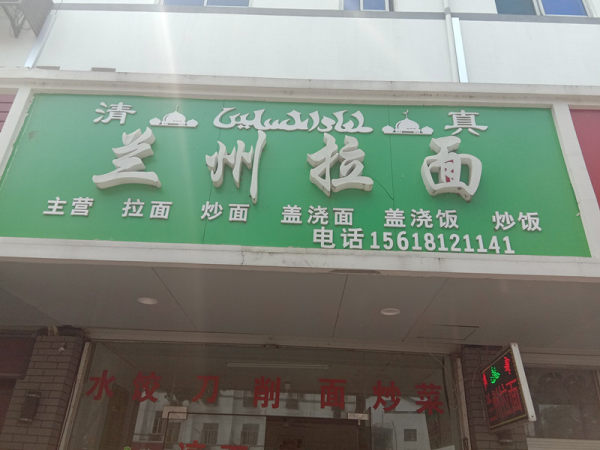 清 真
兰州拉面
主营 拉面 炒面 盖浇面 盖浇饭 炒饭
电话15618121141
水饺 刀削面 炒菜